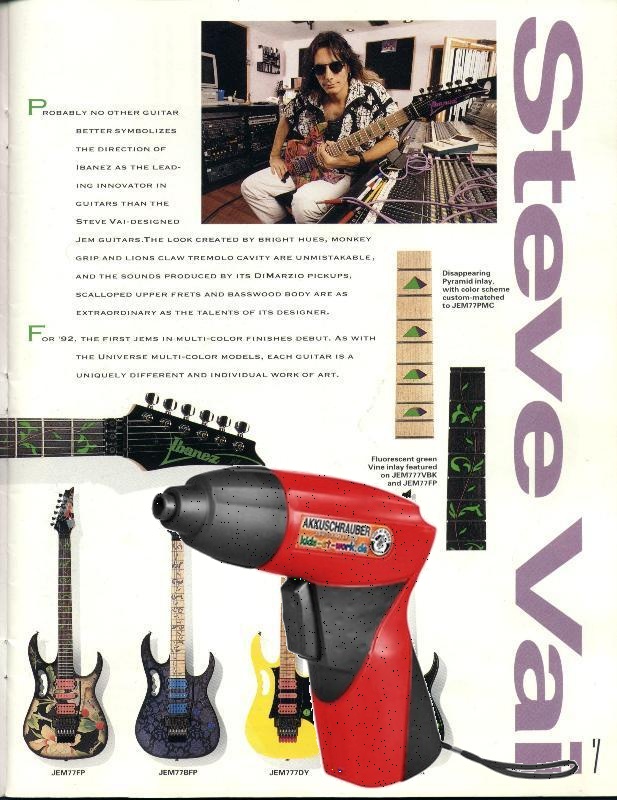 PROBABLY NO OTHER GUITAR
BETTER SYMBOLIZES
THE DIRECTION OF
IBANEZ AS THE LEAD-
ING INNOVATOR IN
GUITARS THAN THE
STEVE VAI-DESIGNED
JEM GUITARS.THE LOOK CREATED BY BRIGHT HUES, MONKEY
GRIP AND LIONS CLAW TREMOLO CAVITY ARE UNMISTAKABLE,
AND THE SOUNDS PRODUCED BY ITS DIMARZIO PICKUPS,
SCALLOPED UPPER FRETS AND BASSWOOD BODY ARE AS
EXTRAORDINARY AS THE TALENTS OF ITS DESIGNER.
FOR '92, THE FIRST JEMS IN MULTI-COLOR FINISHES DEBUT. AS WITH
THE UNIVERSE MULTI-COLOR MODELS, EACH GUITAR IS A
UNIQUELY DIFFERENT AND INDIVIDUAL WORK OF ART.
Ibanez
Disappearing
Pyramid inlay,
with color scheme
custom-matched
to JEM77PMC
Fluorescent green
Vine inlay featured
on JEM777VBK
and JEM77FP
Ibanez
AKKUSCHRAUBER
kids-at-work.de
JEM77FP
JEM77BFP
JEM777DY
Steve Vai